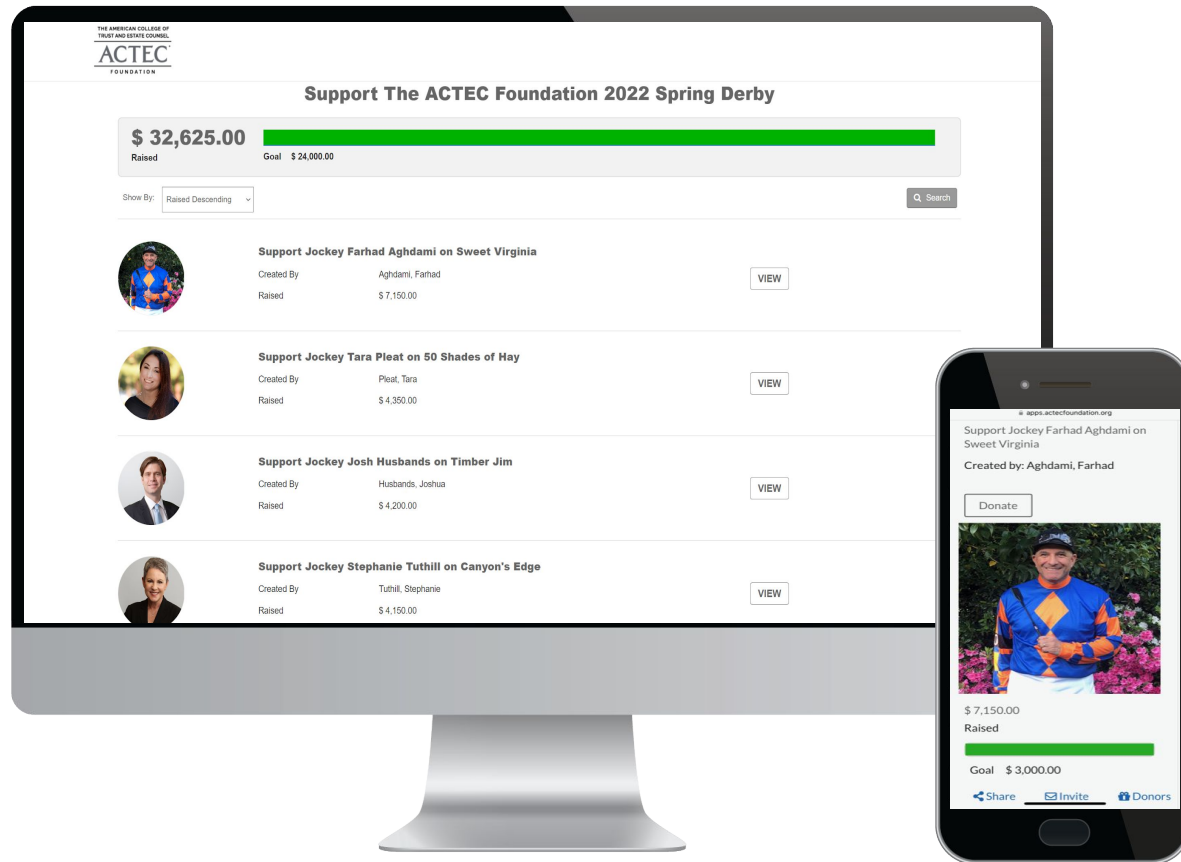 THE AMERICAN COLLEGE OF
TRUST AND ESTATE COUNSEL
ACTEC
FOUNDATION
Support The ACTEC Foundation 2022 Spring Derby
$ 32,625.00
Raised
Goal $ 24,000.00
Show By: Raised Descending
Search
Support Jockey Farhad Aghdami on Sweet Virginia
Created By Aghdami, Farhad
VIEW
Raised $ 7,150.00
Support Jockey Tara Pleat on 50 Shades of Hay
Created By Pleat, Tara
VIEW
Raised $ 4,350.00
Support Jockey Josh Husbands on Timber Jim
Created By Husbands, Joshua
VIEW
Raised $ 4,200.00
Support Jockey Stephanie Tuthill on Canyon's Edge
Created By Tuthill, Stephanie
VIEW
Raised $ 4,150.00
apps.actecfoundation.org
Support Jockey Farhad Aghdami on
Sweet Virginia
Created by: Aghdami, Farhad
Donate
$ 7,150.00
Raised
Goal $ 3,000.00
Share Invite Donors